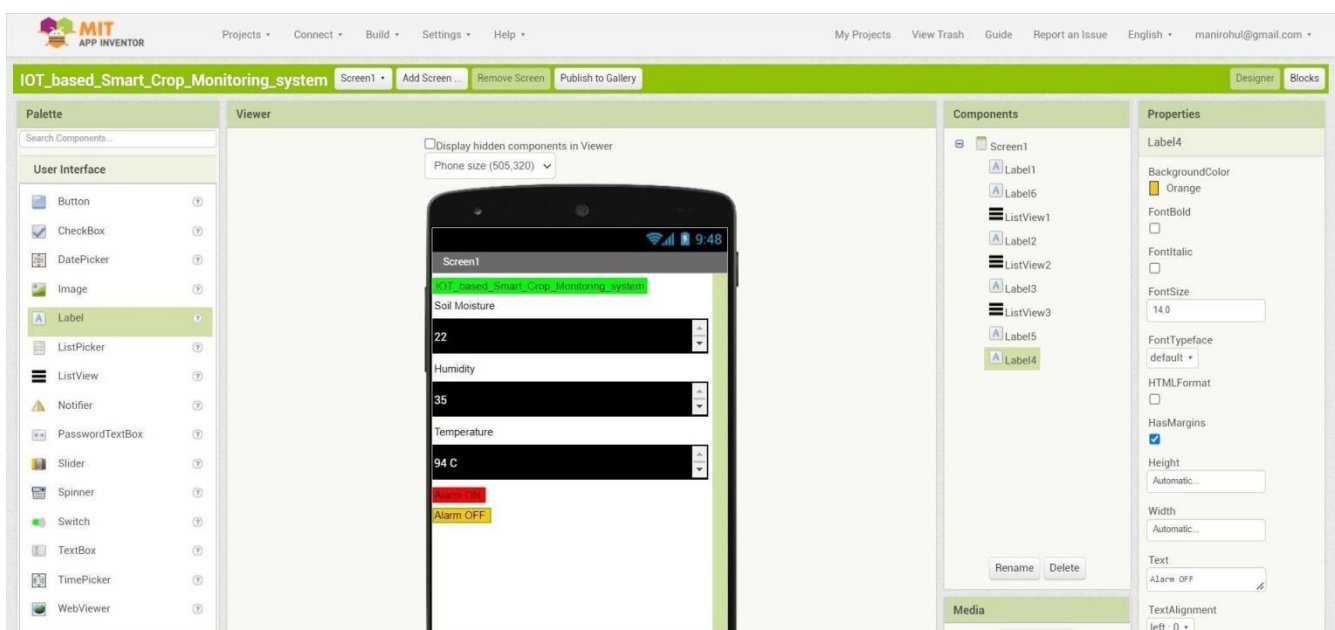 MIT
APP INVENTOR
Projects Connect Build Settings Help My Projects View Trash Guide Report an Issue English manirohul@gmail.com
IOT_based_Smart_Crop_Monitoring_system Screen1 Add Screen ... Remove Screen Publish to Gallery Designer Blocks
Palette
Search Components...
User Interface
Button
CheckBox
DatePicker
Image
Label
ListPicker
ListView
Notifier
PasswordTextBox
Slider
Spinner
Switch
TextBox
TimePicker
WebViewer
Viewer
Display hidden components in Viewer
Phone size (505,320)
9:48
Screen1
IOT_based_Smart_Crop_Monitoring_system
Soil Moisture
22
Humidity
35
Temperature
94 C
Alarm ON
Alarm OFF
Components
Screen1
Label1
Label6
ListView1
Label2
ListView2
Label3
ListView3
Label5
Label4
Rename Delete
Media
Properties
Label4
BackgroundColor
Orange
FontBold
FontItalic
FontSize
14.0
FontTypeface
default
HTMLFormat
HasMargins
Height
Automatic...
Width
Automatic...
Text
Alarm OFF
TextAlignment
left : 0